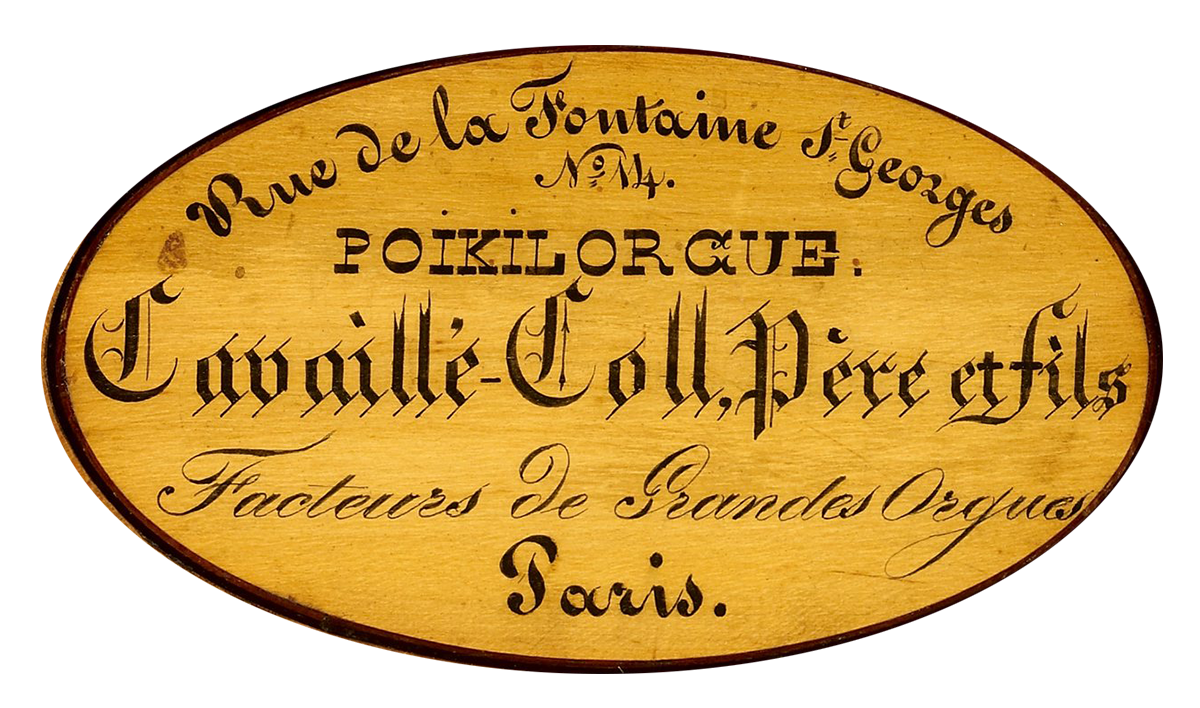 Rue de la Fontaine St Georges
No 14.
POIKILORGUE.
Cavaillé-Coll, Père et fils
Facteurs de Grandes Orgues
Paris.